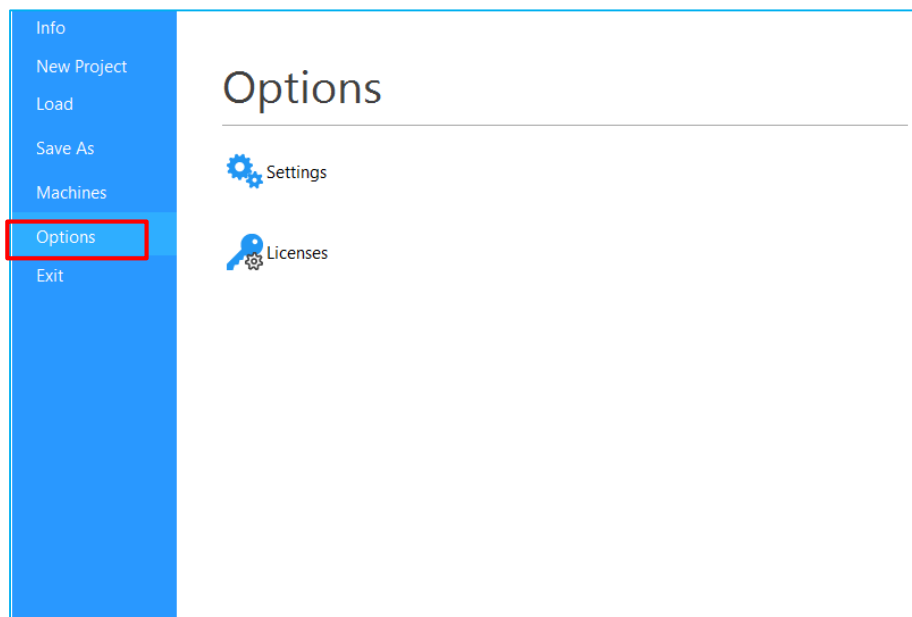 Info
New Project
Load
Save As
Machines
Options
Exit
Options
Settings
Licenses